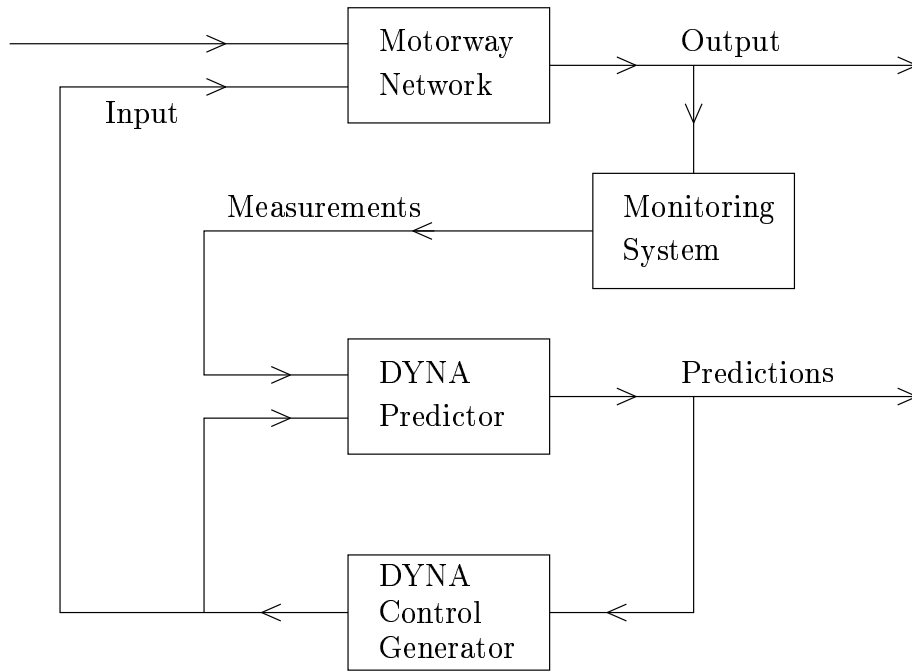 Motorway
Network
Output
Input
Measurements
Monitoring
System
DYNA
Predictor
Predictions
DYNA
Control
Generator